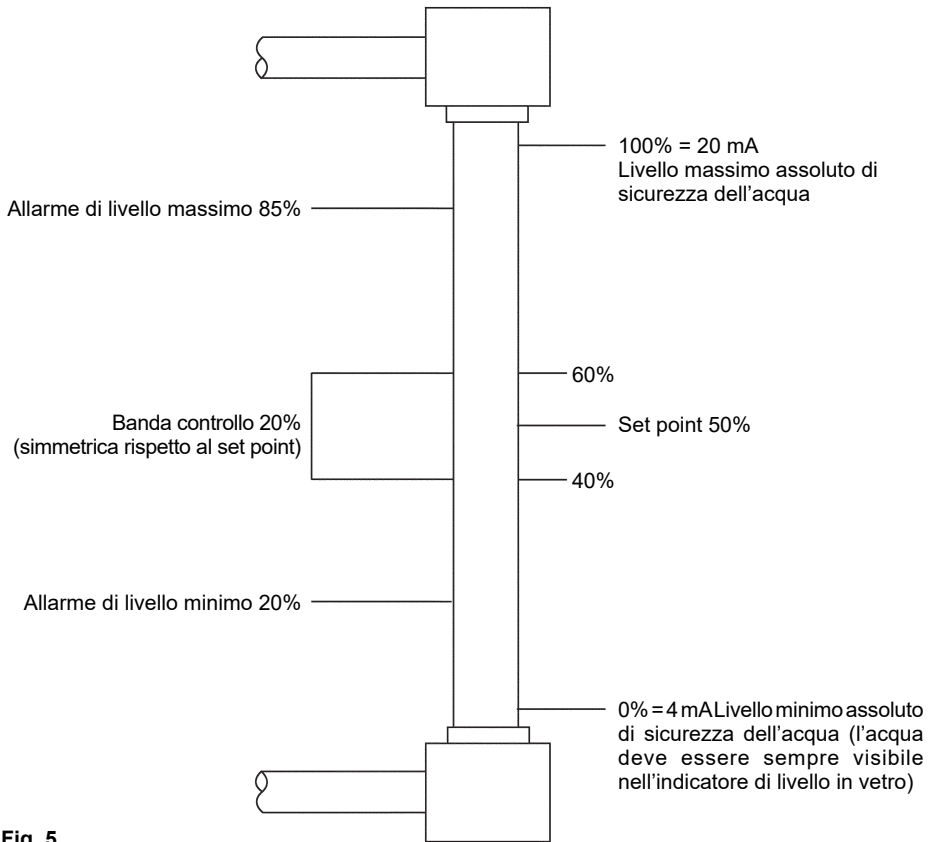 100% = 20 mA
Livello massimo assoluto di
sicurezza dell'acqua
Allarme di livello massimo 85%
60%
Banda controllo 20%
(simmetrica rispetto al set point)
Set point 50%
40%
Allarme di livello minimo 20%
0% = 4 mA Livello minimo assoluto
di sicurezza dell'acqua (l'acqua
deve essere sempre visibile
nell'indicatore di livello in vetro)
Fig. 5